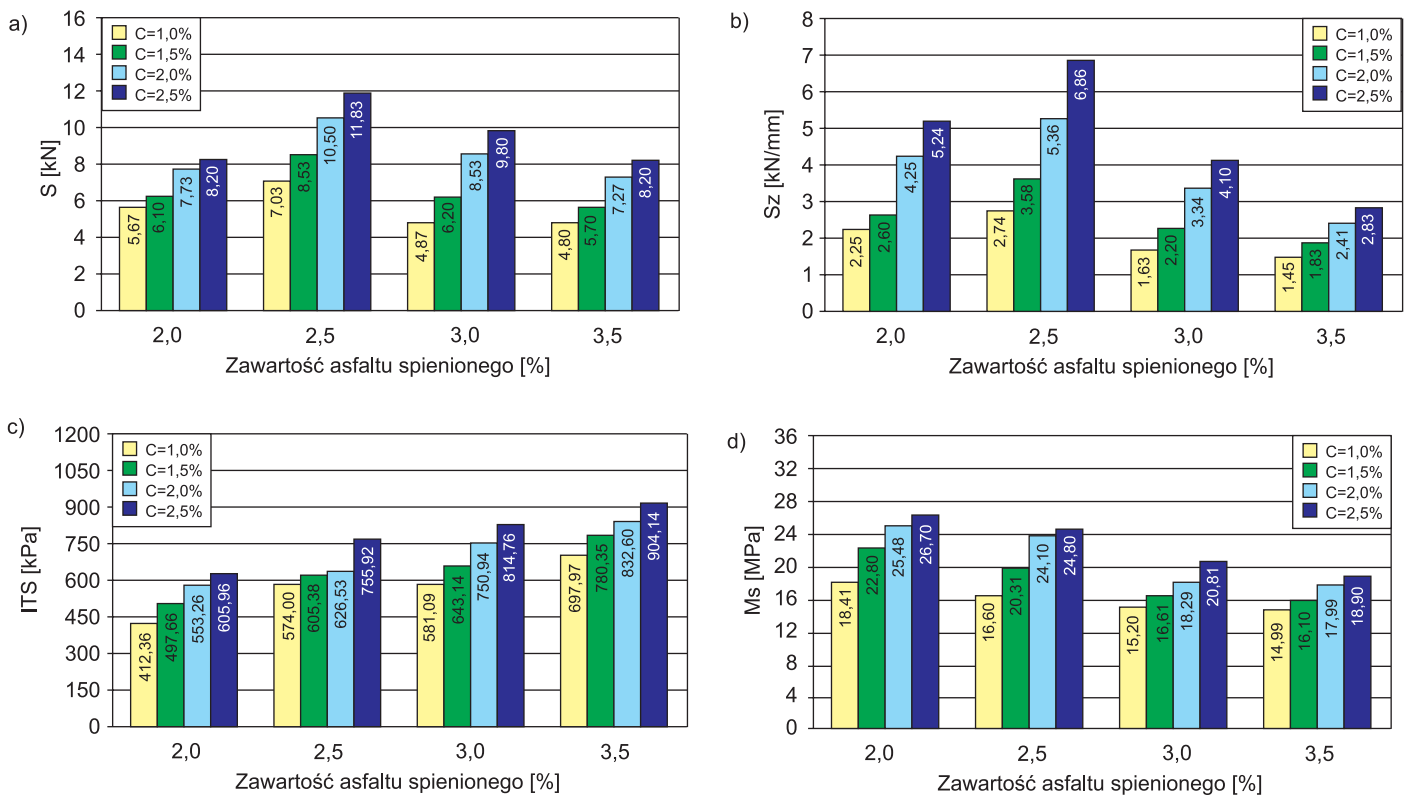 a)
S [kN]
16
14
12
10
8
6
4
2
0
C=1,0%
C=1,5%
C=2,0%
C=2,5%
5,67 6,10 7,73 8,20
7,03 8,53 10,50 11,83
4,87 6,20 8,53 9,80
4,80 5,70 7,27 8,20
2,0 2,5 3,0 3,5
Zawartość asfaltu spienionego [%]
b)
Sz [kN/mm]
8
7
6
5
4
3
2
1
0
C=1,0%
C=1,5%
C=2,0%
C=2,5%
2,25 2,60 4,25 5,24
2,74 3,58 5,36 6,86
1,63 2,20 3,34 4,10
1,45 1,83 2,41 2,83
2,0 2,5 3,0 3,5
Zawartość asfaltu spienionego [%]
c)
ITS [kPa]
1200
1050
900
750
600
450
300
150
0
C=1,0%
C=1,5%
C=2,0%
C=2,5%
412,36 497,66 553,26 605,96
574,00 605,38 626,53 755,92
581,09 643,14 750,94 814,76
697,97 780,35 832,60 904,14
2,0 2,5 3,0 3,5
Zawartość asfaltu spienionego [%]
d)
Ms [MPa]
36
32
28
24
20
16
12
8
4
0
C=1,0%
C=1,5%
C=2,0%
C=2,5%
18,41 22,80 25,48 26,70
16,60 20,31 24,10 24,80
15,20 16,61 18,29 20,81
14,99 16,10 17,99 18,90
2,0 2,5 3,0 3,5
Zawartość asfaltu spienionego [%]